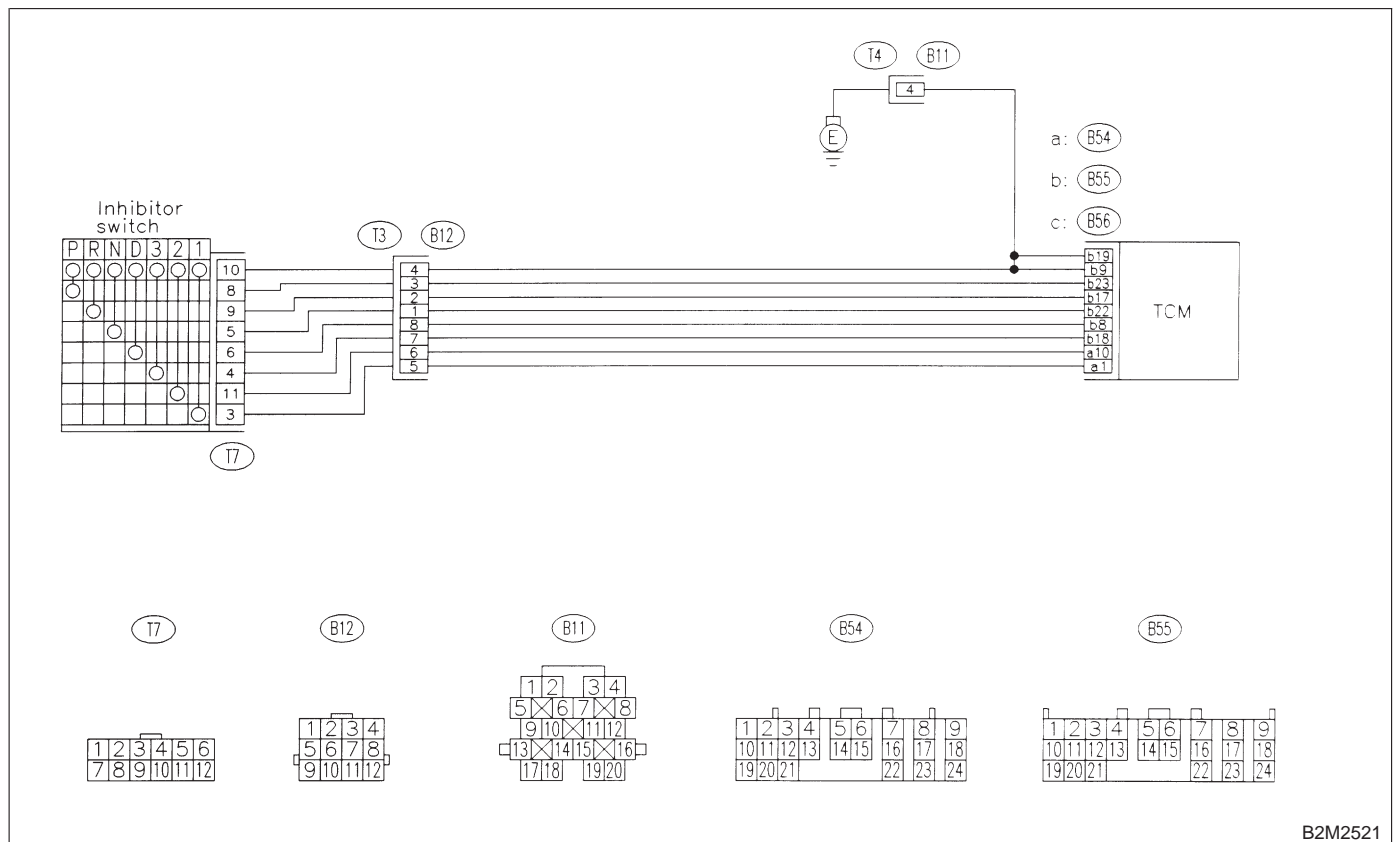 T4 B11
4
E
a: B54
b: B55
c: B56
Inhibitor
switch
P R N D 3 2 1
T3 B12
10
8
9
5
6
4
11
3
T7
4
3
2
1
8
7
6
5
b19
b9
b23
b17
b22
b8
b18
a10
a1
TCM
T7
1 2 3 4 5 6
7 8 9 10 11 12
B12
1 2 3 4
5 6 7 8
9 10 11 12
B11
1 2 3 4
5 6 7 8
9 10 11 12
13 14 15 16
17 18 19 20
B54
1 2 3 4 5 6 7 8 9
10 11 12 13 14 15 16 17 18
19 20 21 22 23 24
B55
1 2 3 4 5 6 7 8 9
10 11 12 13 14 15 16 17 18
19 20 21 22 23 24
B2M2521